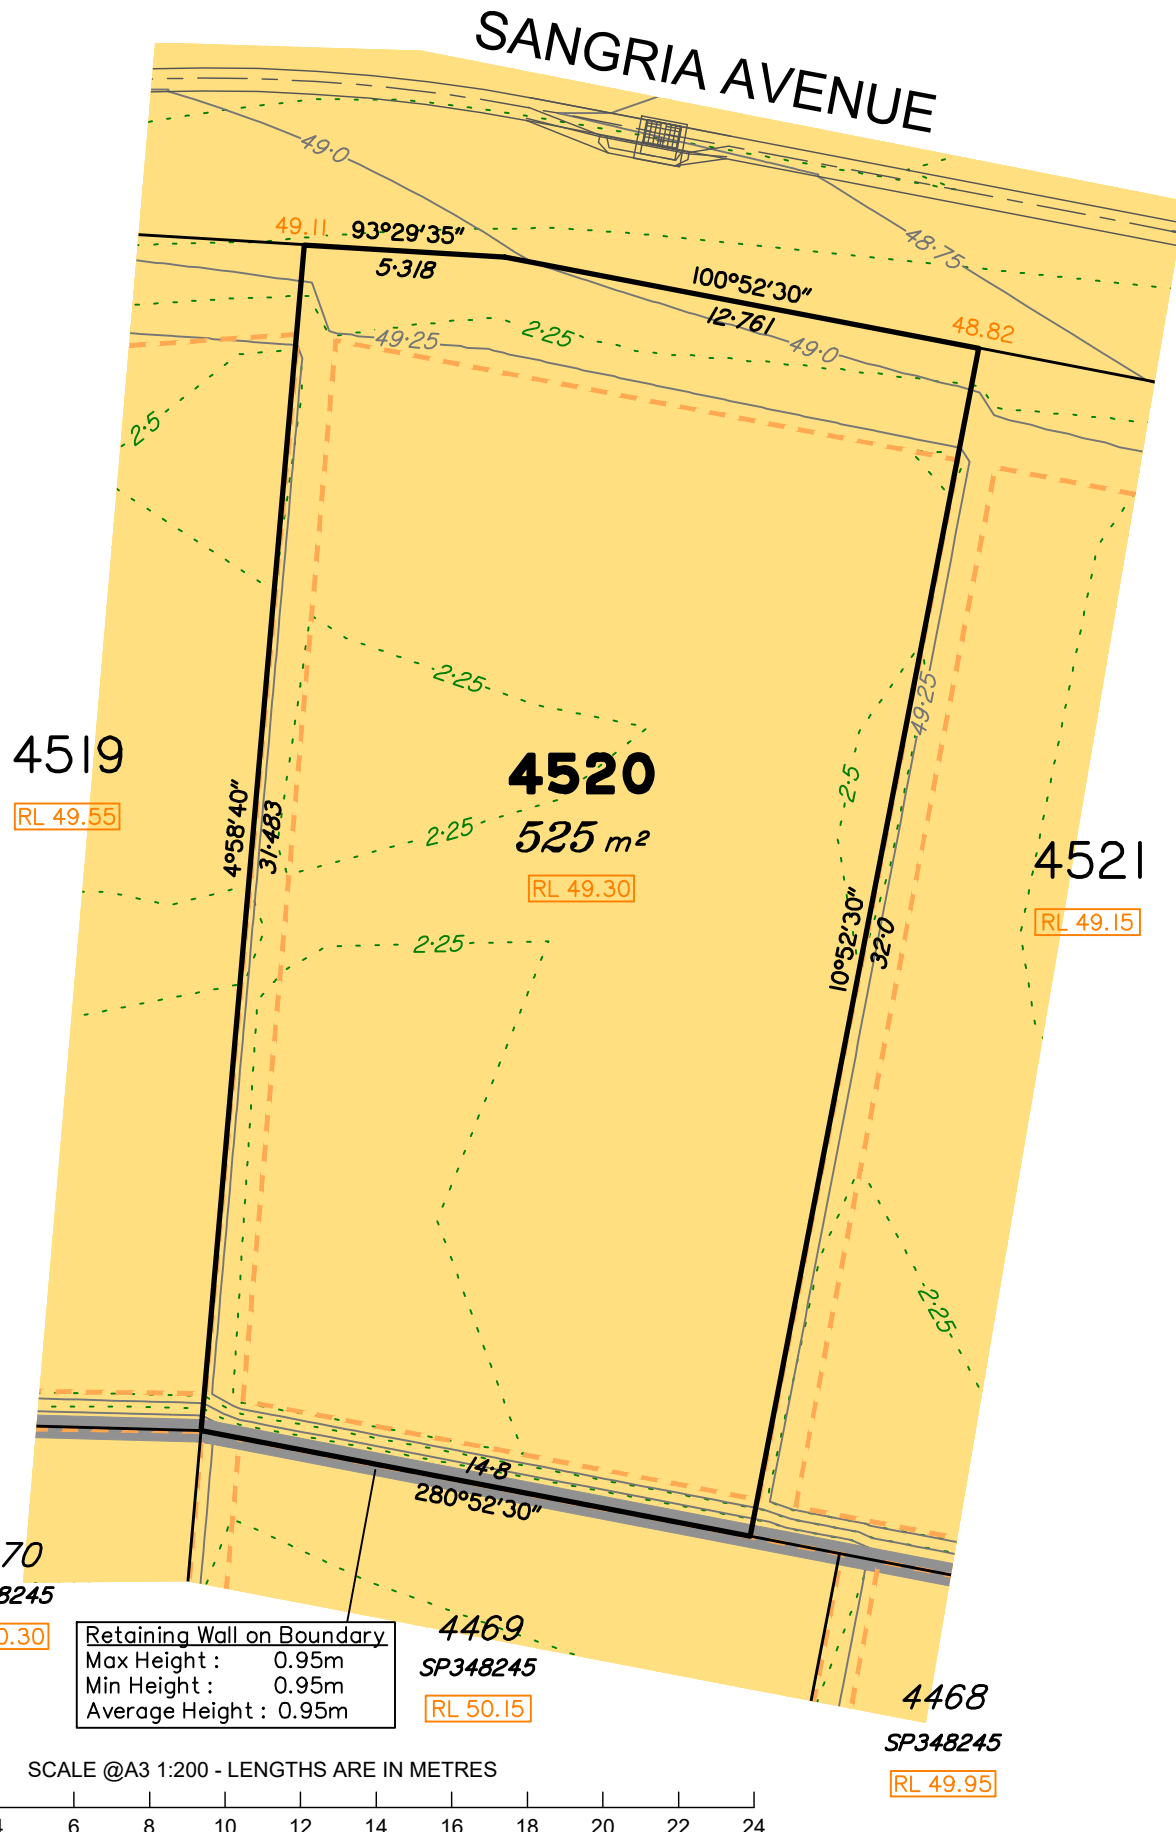 SANGRIA AVENUE
49·0
49.11
93°29'35"
5·318
48·75
100°52'30"
12·761
48.82
2·25
49·25
49·0
2·5
2·25
49·25
4519
RL 49.55
4520
525 m²
RL 49.30
2·5
2·25
4°58'40"
31·483
4521
RL 49.15
10°52'30"
32·0
2·25
2·25
14·8
280°52'30"
70
8245
0.30
Retaining Wall on Boundary
Max Height : 0.95m
Min Height : 0.95m
Average Height : 0.95m
4469
SP348245
RL 50.15
4468
SP348245
RL 49.95
SCALE @A3 1:200 - LENGTHS ARE IN METRES
6 8 10 12 14 16 18 20 22 24